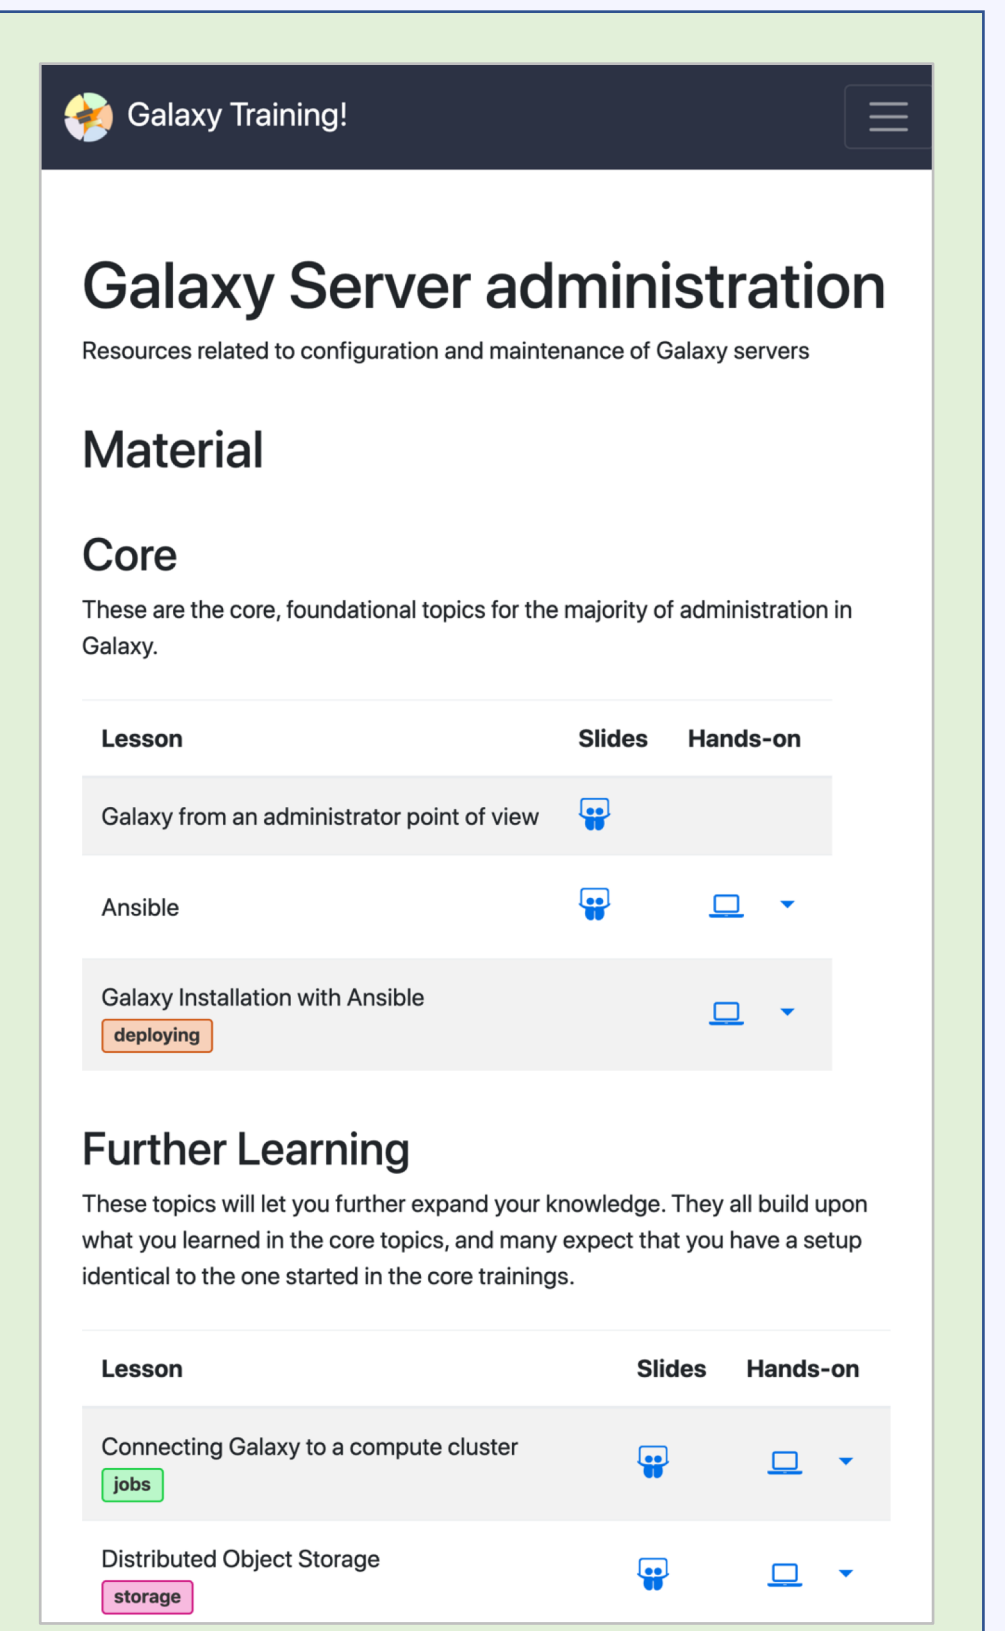 Galaxy Training!
Galaxy Server administration
Resources related to configuration and maintenance of Galaxy servers
Material
Core
These are the core, foundational topics for the majority of administration in
Galaxy.
Lesson Slides Hands-on
Galaxy from an administrator point of view
Ansible
Galaxy Installation with Ansible
deploying
Further Learning
These topics will let you further expand your knowledge. They all build upon
what you learned in the core topics, and many expect that you have a setup
identical to the one started in the core trainings.
Lesson Slides Hands-on
Connecting Galaxy to a compute cluster
jobs
Distributed Object Storage
storage